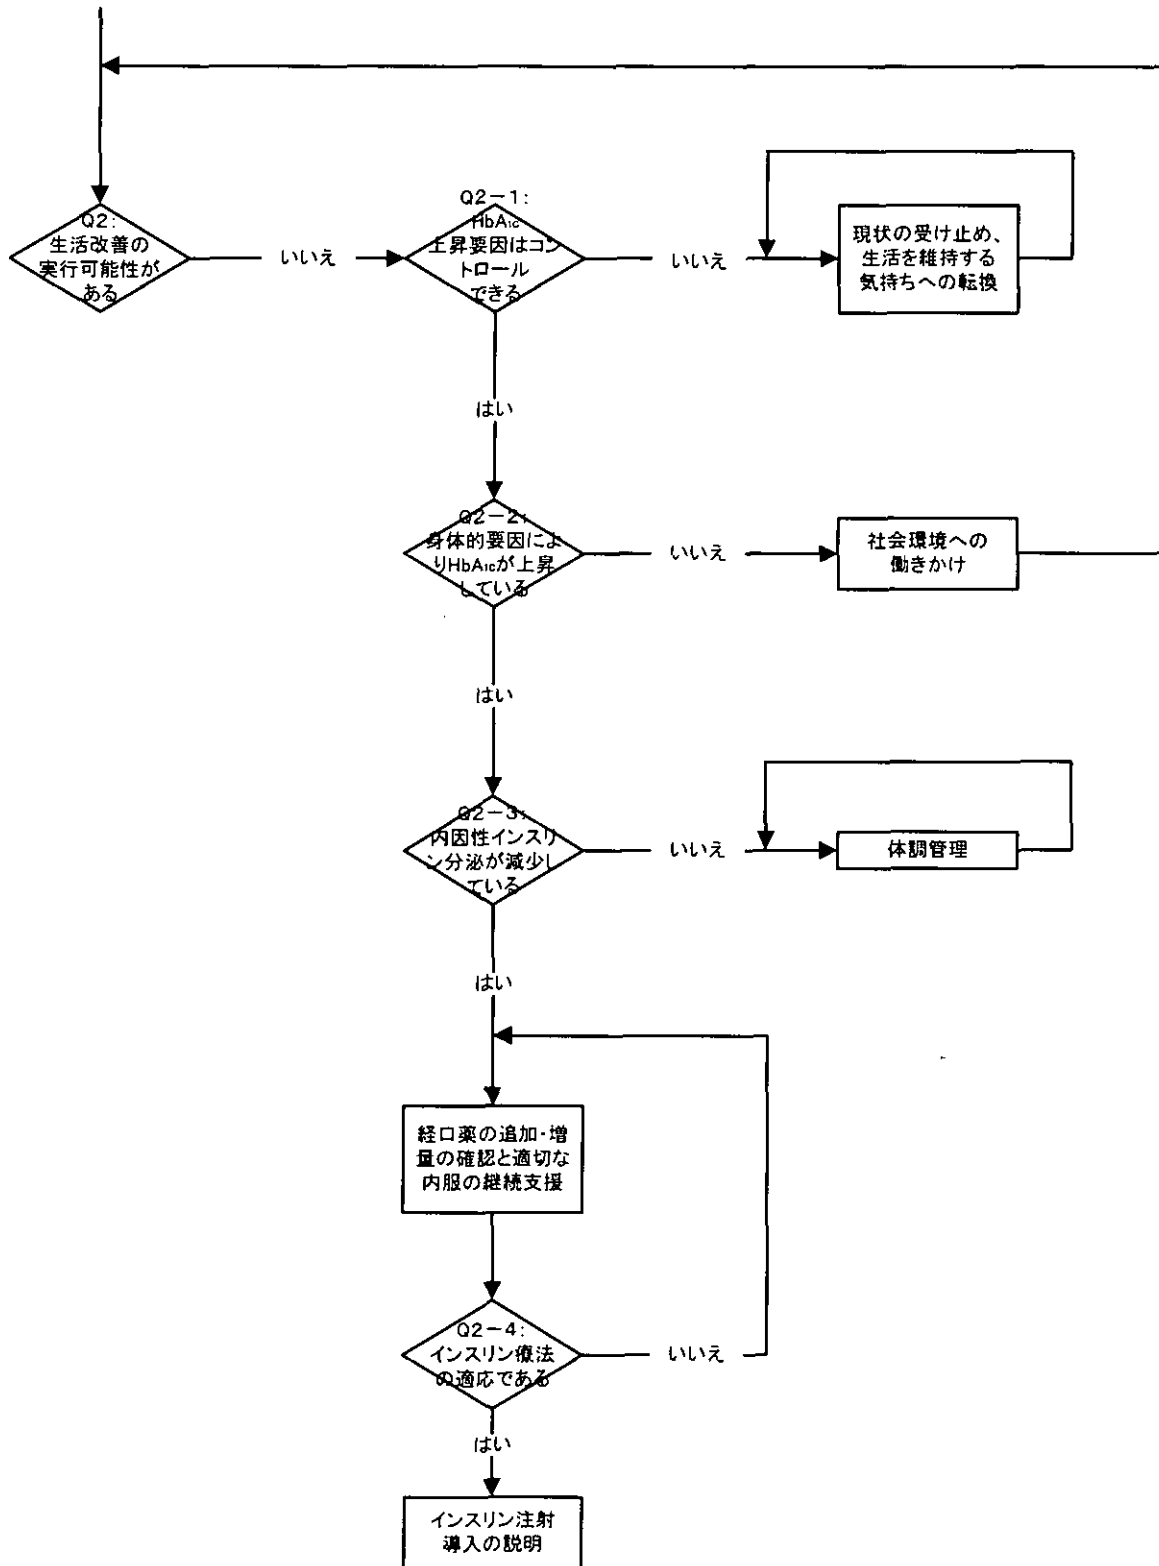 Q2:
生活改善の
実行可能性が
ある
いいえ
Q2-1:
HbA1c
上昇要因はコント
ロール
できる
いいえ
現状の受け止め、
生活を維持する
気持ちへの転換
はい
Q2-2:
身体的要因によ
りHbA1cが上昇
している
いいえ
社会環境への
働きかけ
はい
Q2-3:
内因性インスリ
ン分泌が減少し
ている
いいえ
体調管理
はい
経口薬の追加・増
量の確認と適切な
内服の継続支援
Q2-4:
インスリン療法
の適応である
いいえ
はい
インスリン注射
導入の説明